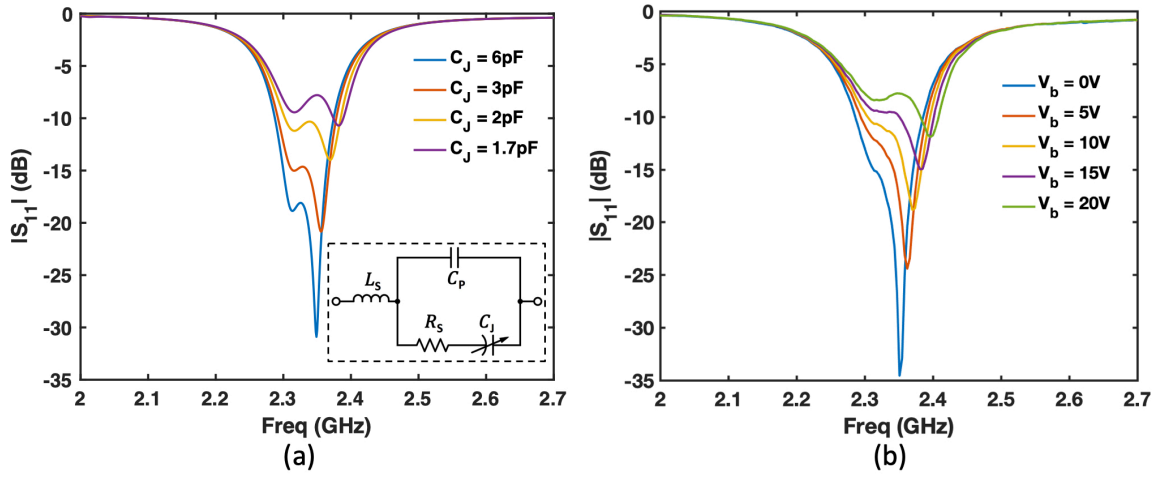 0
-5
-10
-15
-20
-25
-30
-35
|S11| (dB)
2
2.1
2.2
2.3
2.4
2.5
2.6
2.7
Freq (GHz)
CJ = 6pF
CJ = 3pF
CJ = 2pF
CJ = 1.7pF
LS
CP
RS
CJ
(a)
0
-5
-10
-15
-20
-25
-30
-35
|S11| (dB)
2
2.1
2.2
2.3
2.4
2.5
2.6
2.7
Freq (GHz)
Vb = 0V
Vb = 5V
Vb = 10V
Vb = 15V
Vb = 20V
(b)